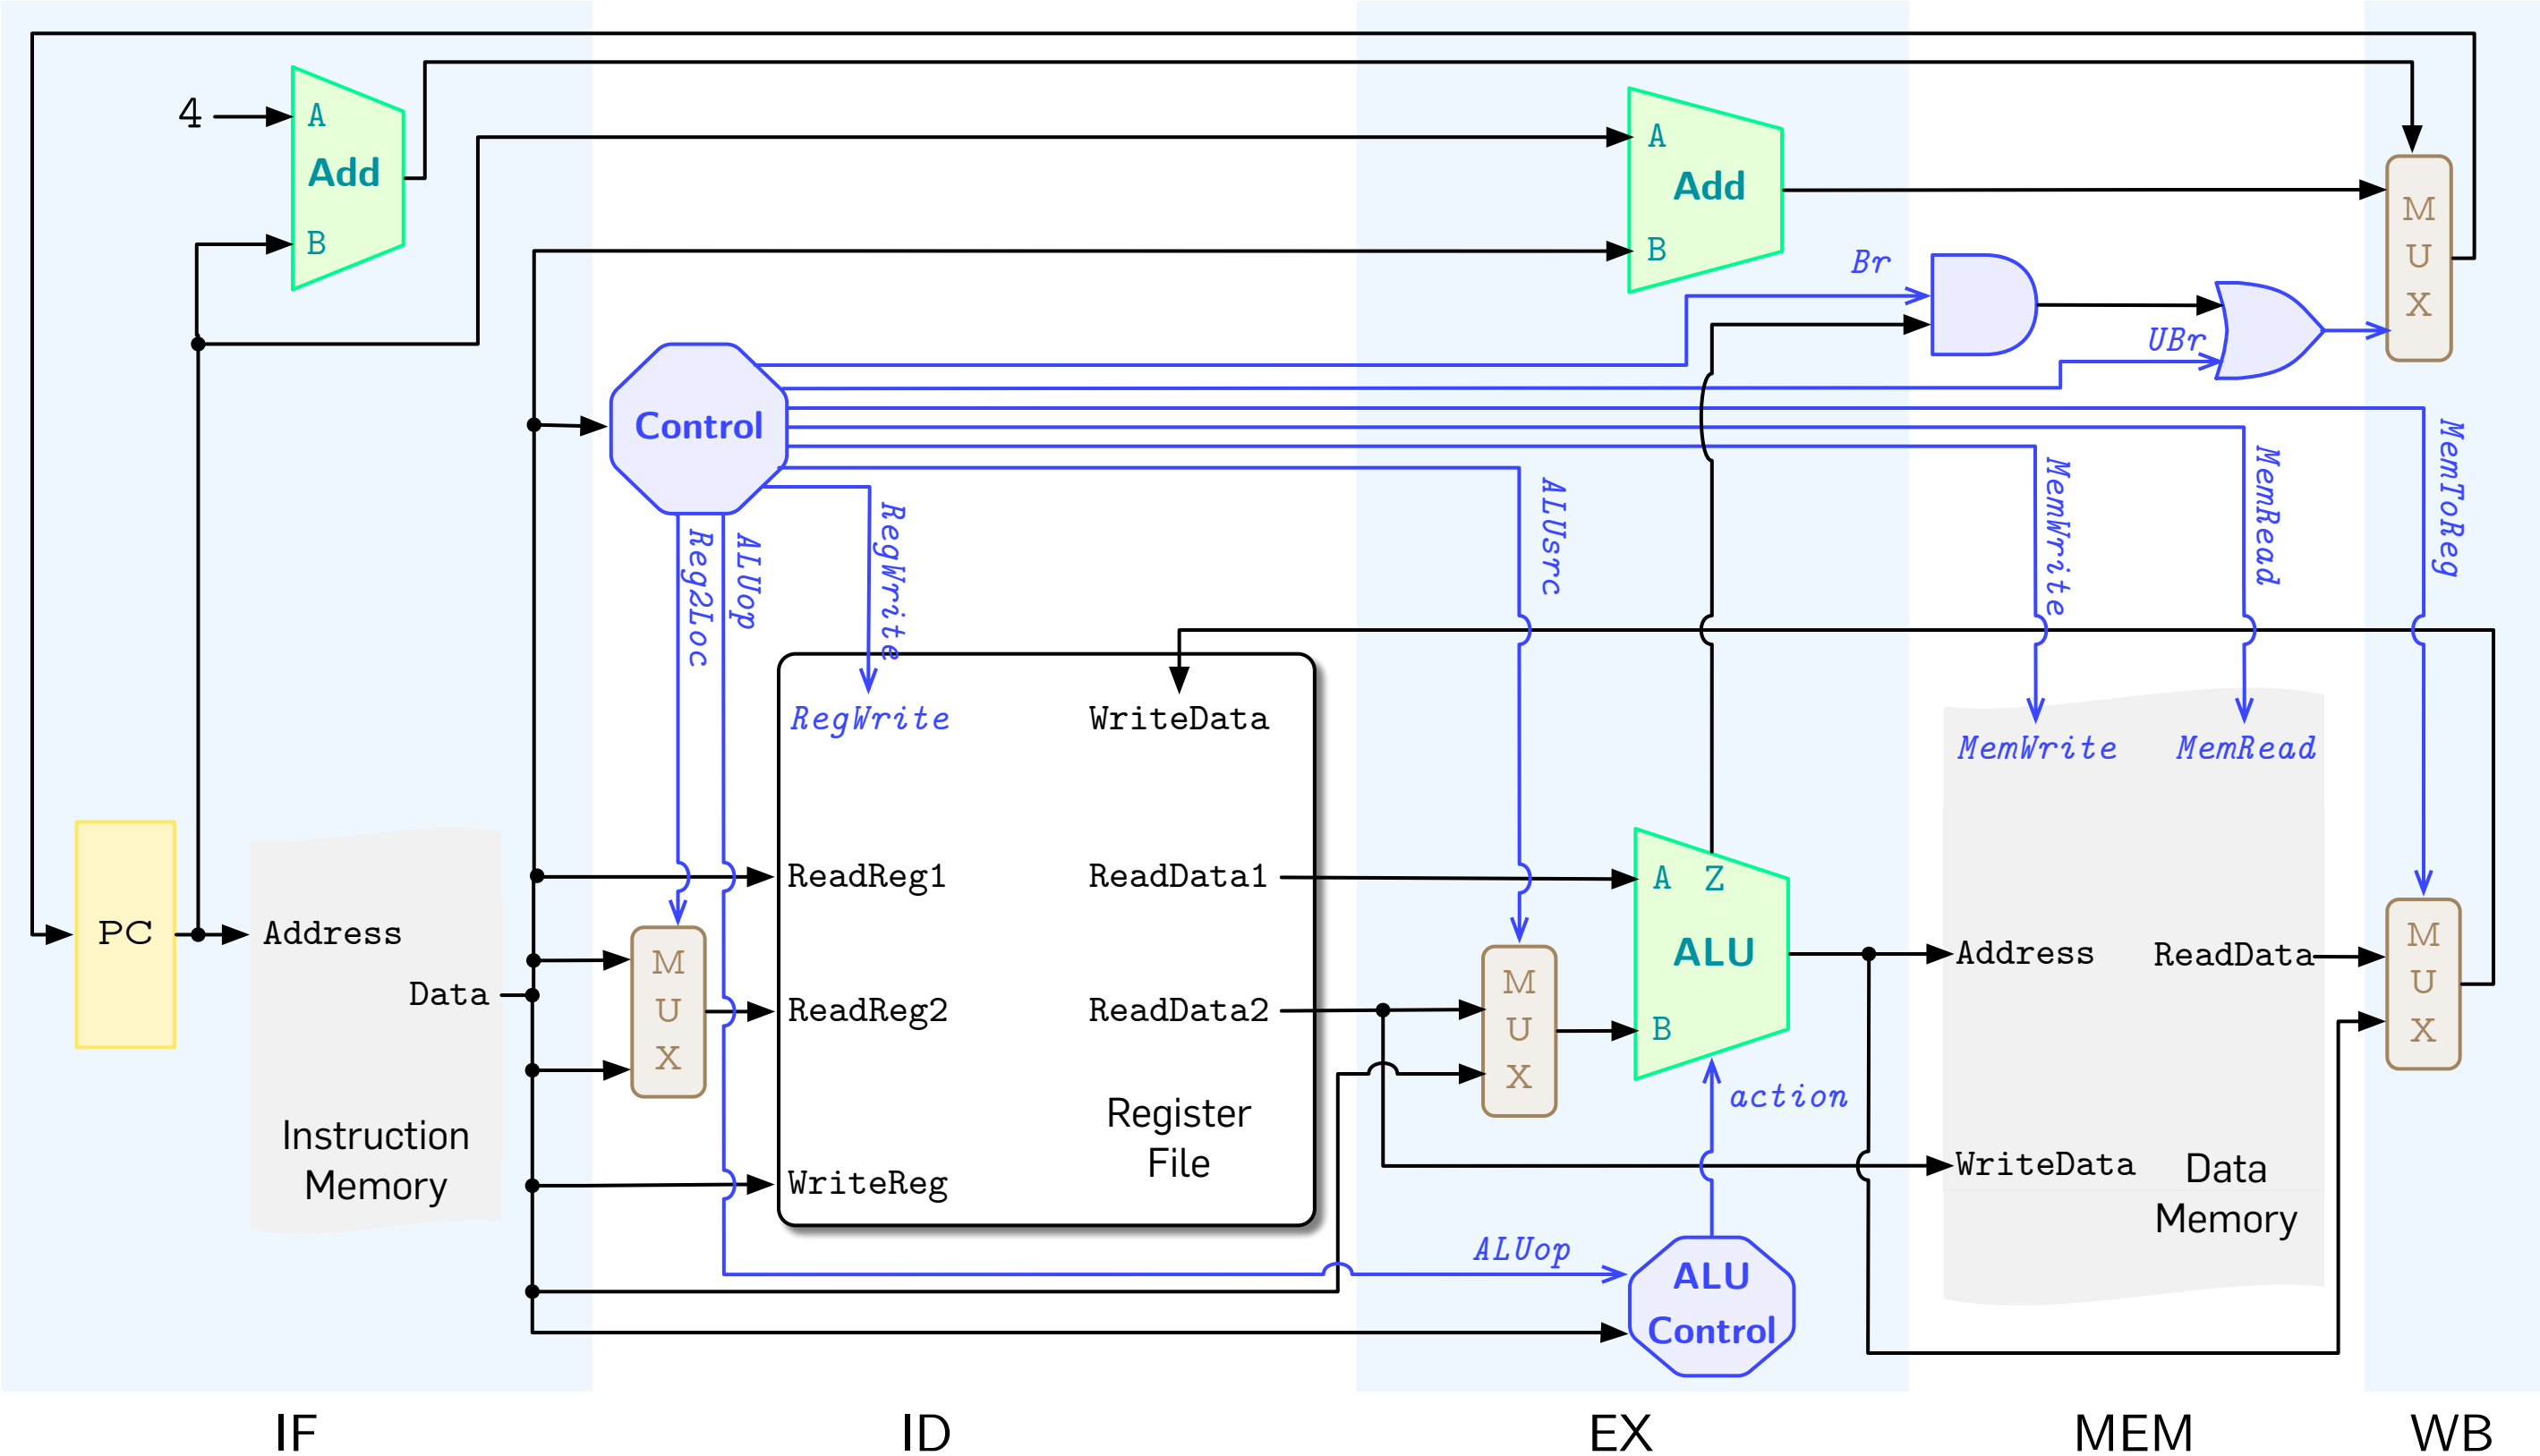 4
A
Add
B
A
Add
B
Br
UBr
M
U
X
Control
Reg2Loc
ALUop
RegWrite
ALUsrc
MemWrite
MemRead
MemToReg
RegWrite
WriteData
MemWrite
MemRead
PC
Address
Data
Instruction
Memory
M
U
X
ReadReg1
ReadReg2
WriteReg
ReadData1
ReadData2
Register
File
M
U
X
A
Z
ALU
B
action
ALUop
ALU
Control
Address
ReadData
WriteData
Data
Memory
M
U
X
IF
ID
EX
MEM
WB